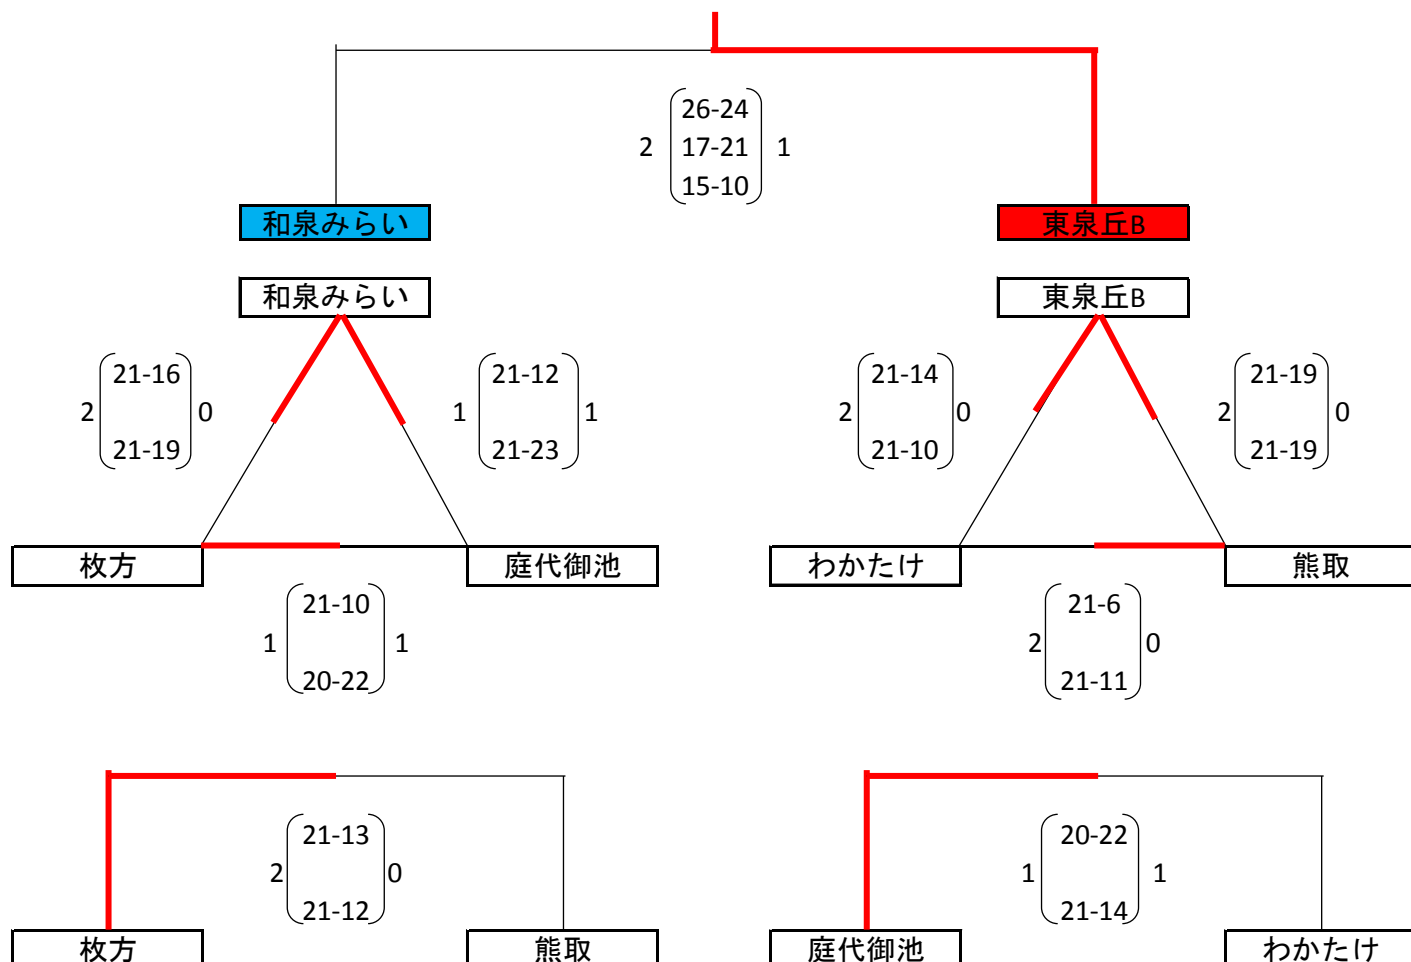 26-24
2 17-21 1
15-10
和泉みらい 東泉丘B
和泉みらい 東泉丘B
21-16 21-12 21-14 21-19
2 0 1 1 2 0 2 0
21-19 21-23 21-10 21-19
枚方 庭代御池 わかたけ 熊取
21-10 21-6
1 1 2 0
20-22 21-11
21-13 20-22
2 0 1 1
21-12 21-14
枚方 熊取 庭代御池 わかたけ